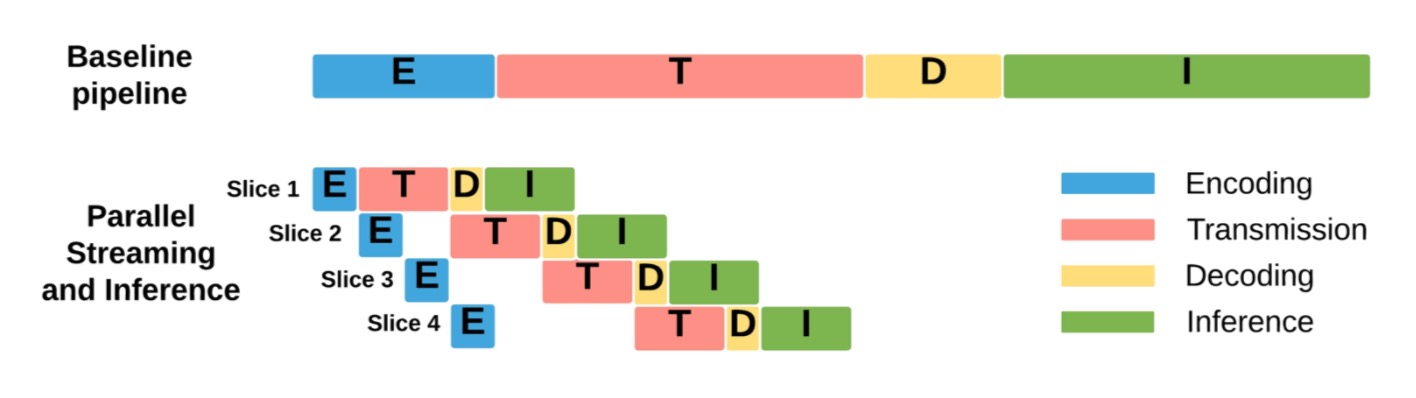 Baseline
pipeline
E T D I
Slice 1 E T D I
Slice 2 E T D I
Slice 3 E T D I
Slice 4 E T D I
Parallel
Streaming
and Inference
Encoding
Transmission
Decoding
Inference